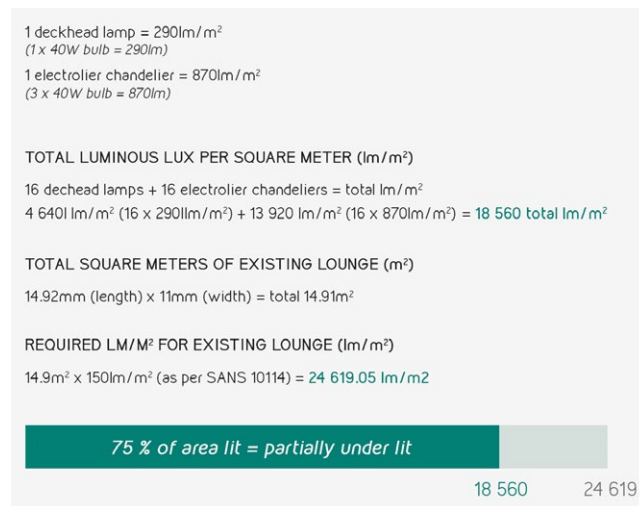 1 deckhead lamp = 290lm/m²
(1 x 40W bulb = 290lm)
1 electrolier chandelier = 870lm/m²
(3 x 40W bulb = 870lm)
TOTAL LUMINOUS LUX PER SQUARE METER (lm/m²)
16 dechead lamps + 16 electrolier chandeliers = total lm/m²
4 640l lm/m² (16 x 290llm/m²) + 13 920 lm/m² (16 x 870lm/m²) = 18 560 total lm/m²
TOTAL SQUARE METERS OF EXISTING LOUNGE (m²)
14.92mm (length) x 11mm (width) = total 14.91m²
REQUIRED LM/M² FOR EXISTING LOUNGE (lm/m²)
14.9m² x 150lm/m² (as per SANS 10114) = 24 619.05 lm/m2
75 % of area lit = partially under lit
18 560 24 619